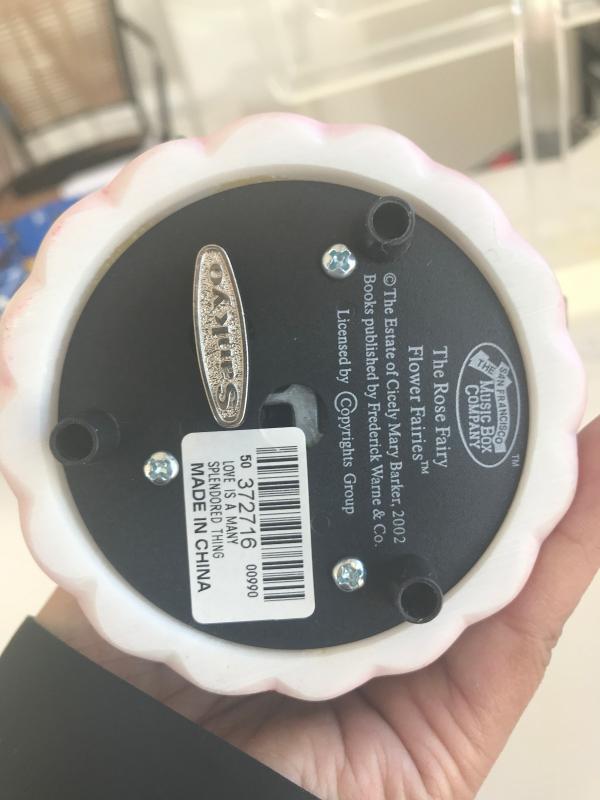 THE
SAN FRANCISCO
MUSIC BOX
COMPANY
TM
The Rose Fairy
Flower Fairies™
©The Estate of Cicely Mary Barker, 2002
Books published by Frederick Warne & Co.
Licensed by ©opyrights Group
SANKYO
50 372716 00990
LOVE IS A MANY
SPLENDORED THING
MADE IN CHINA